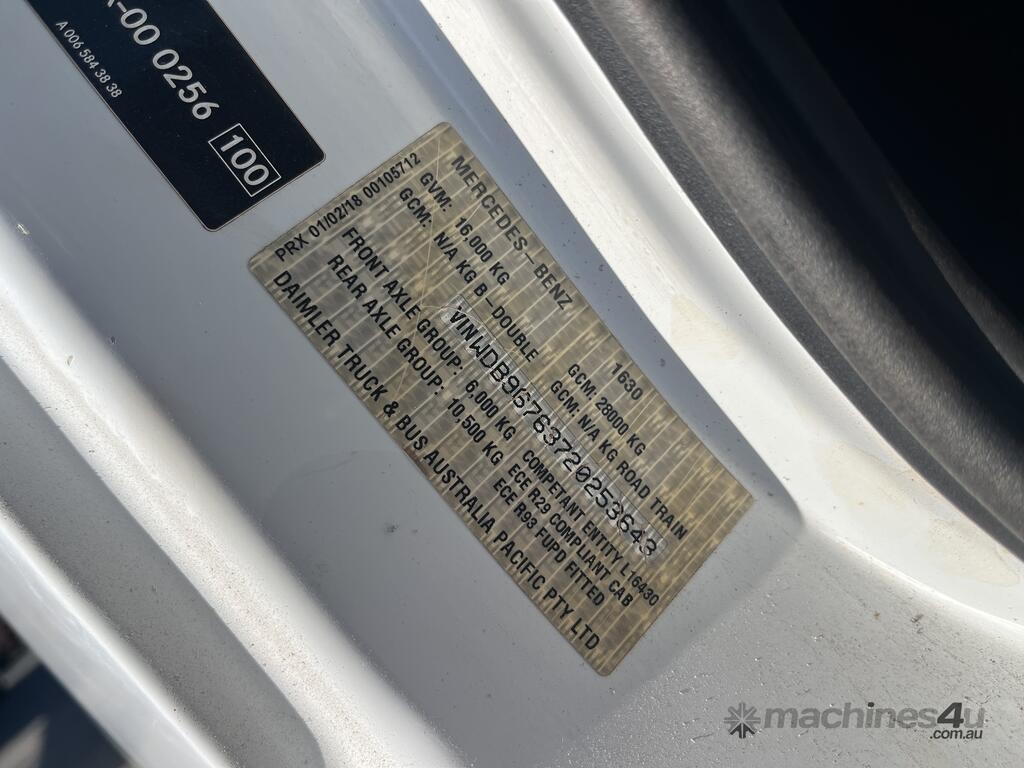 -00 0256 100
A 006 584 38 38
MERCEDES-BENZ 1630
PRX 01/02/18 00105712
GVM: 16,000 KG GCM: 28000 KG
GCM: N/A KG B-DOUBLE GCM: N/A KG ROAD TRAIN
VINWDB96763720253643
FRONT AXLE GROUP: 6,000 KG COMPETANT ENTITY L16430
REAR AXLE GROUP: 10,500 KG ECE R29 COMPLIANT CAB
ECE R93 FUPD FITTED
DAIMLER TRUCK & BUS AUSTRALIA, PACIFIC, PTY LTD
machines4u
.com.au